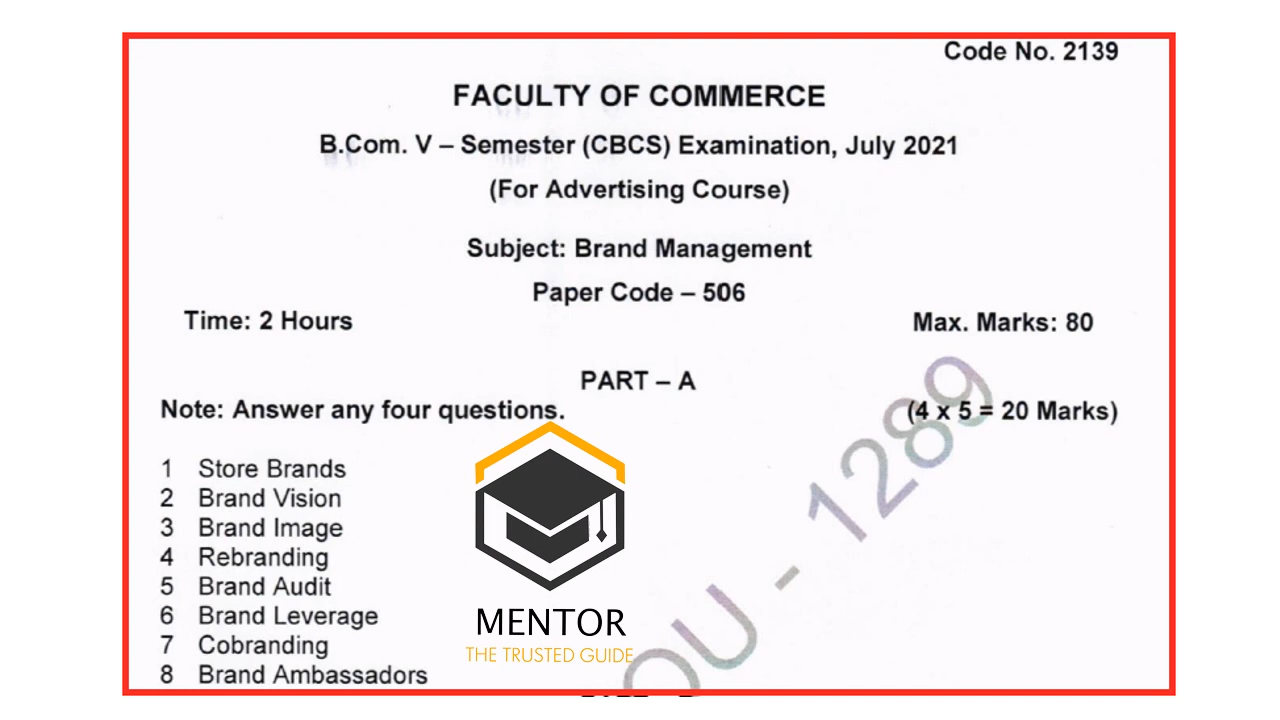 Code No. 2139
FACULTY OF COMMERCE
B.Com. V – Semester (CBCS) Examination, July 2021
(For Advertising Course)
Subject: Brand Management
Paper Code – 506
Time: 2 Hours
Max. Marks: 80
PART – A
Note: Answer any four questions.
(4 x 5 = 20 Marks)
1 Store Brands
2 Brand Vision
3 Brand Image
4 Rebranding
5 Brand Audit
6 Brand Leverage
7 Cobranding
8 Brand Ambassadors
MENTOR
THE TRUSTED GUIDE
OU - 1289